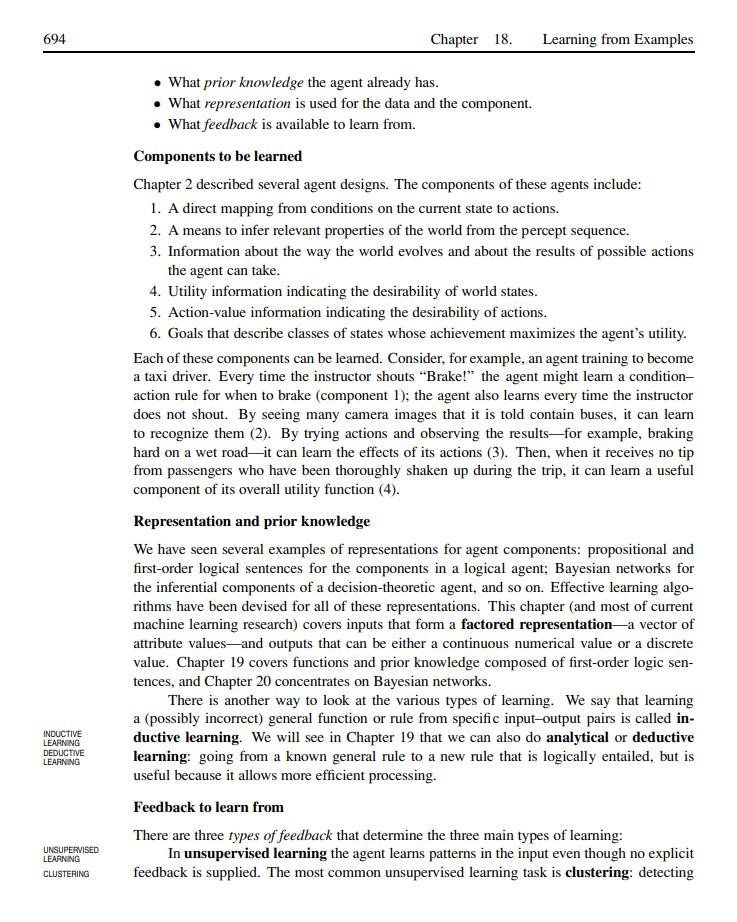 694 Chapter 18. Learning from Examples
• What prior knowledge the agent already has.
• What representation is used for the data and the component.
• What feedback is available to learn from.
Components to be learned
Chapter 2 described several agent designs. The components of these agents include:
1. A direct mapping from conditions on the current state to actions.
2. A means to infer relevant properties of the world from the percept sequence.
3. Information about the way the world evolves and about the results of possible actions
the agent can take.
4. Utility information indicating the desirability of world states.
5. Action-value information indicating the desirability of actions.
6. Goals that describe classes of states whose achievement maximizes the agent’s utility.
Each of these components can be learned. Consider, for example, an agent training to become
a taxi driver. Every time the instructor shouts “Brake!” the agent might learn a condition–
action rule for when to brake (component 1); the agent also learns every time the instructor
does not shout. By seeing many camera images that it is told contain buses, it can learn
to recognize them (2). By trying actions and observing the results—for example, braking
hard on a wet road—it can learn the effects of its actions (3). Then, when it receives no tip
from passengers who have been thoroughly shaken up during the trip, it can learn a useful
component of its overall utility function (4).
Representation and prior knowledge
We have seen several examples of representations for agent components: propositional and
first-order logical sentences for the components in a logical agent; Bayesian networks for
the inferential components of a decision-theoretic agent, and so on. Effective learning algo-
rithms have been devised for all of these representations. This chapter (and most of current
machine learning research) covers inputs that form a factored representation—a vector of
attribute values—and outputs that can be either a continuous numerical value or a discrete
value. Chapter 19 covers functions and prior knowledge composed of first-order logic sen-
tences, and Chapter 20 concentrates on Bayesian networks.
There is another way to look at the various types of learning. We say that learning
a (possibly incorrect) general function or rule from specific input–output pairs is called in-
ductive learning. We will see in Chapter 19 that we can also do analytical or deductive
learning: going from a known general rule to a new rule that is logically entailed, but is
useful because it allows more efficient processing.
INDUCTIVE
LEARNING
DEDUCTIVE
LEARNING
Feedback to learn from
There are three types of feedback that determine the three main types of learning:
In unsupervised learning the agent learns patterns in the input even though no explicit
feedback is supplied. The most common unsupervised learning task is clustering: detecting
UNSUPERVISED
LEARNING
CLUSTERING